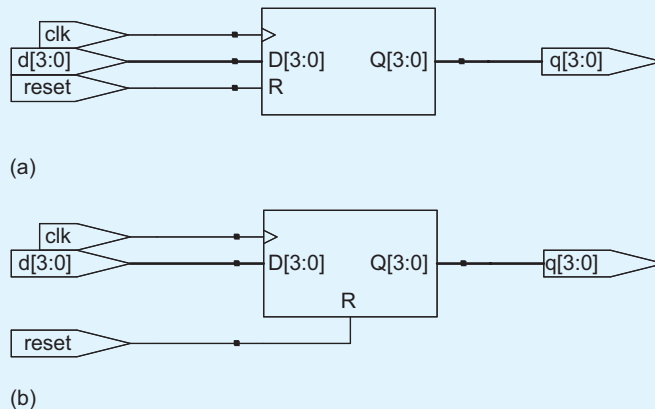 clk
d[3:0] D[3:0] Q[3:0] q[3:0]
reset R
(a)
clk
d[3:0] D[3:0] Q[3:0] q[3:0]
R
reset
(b)